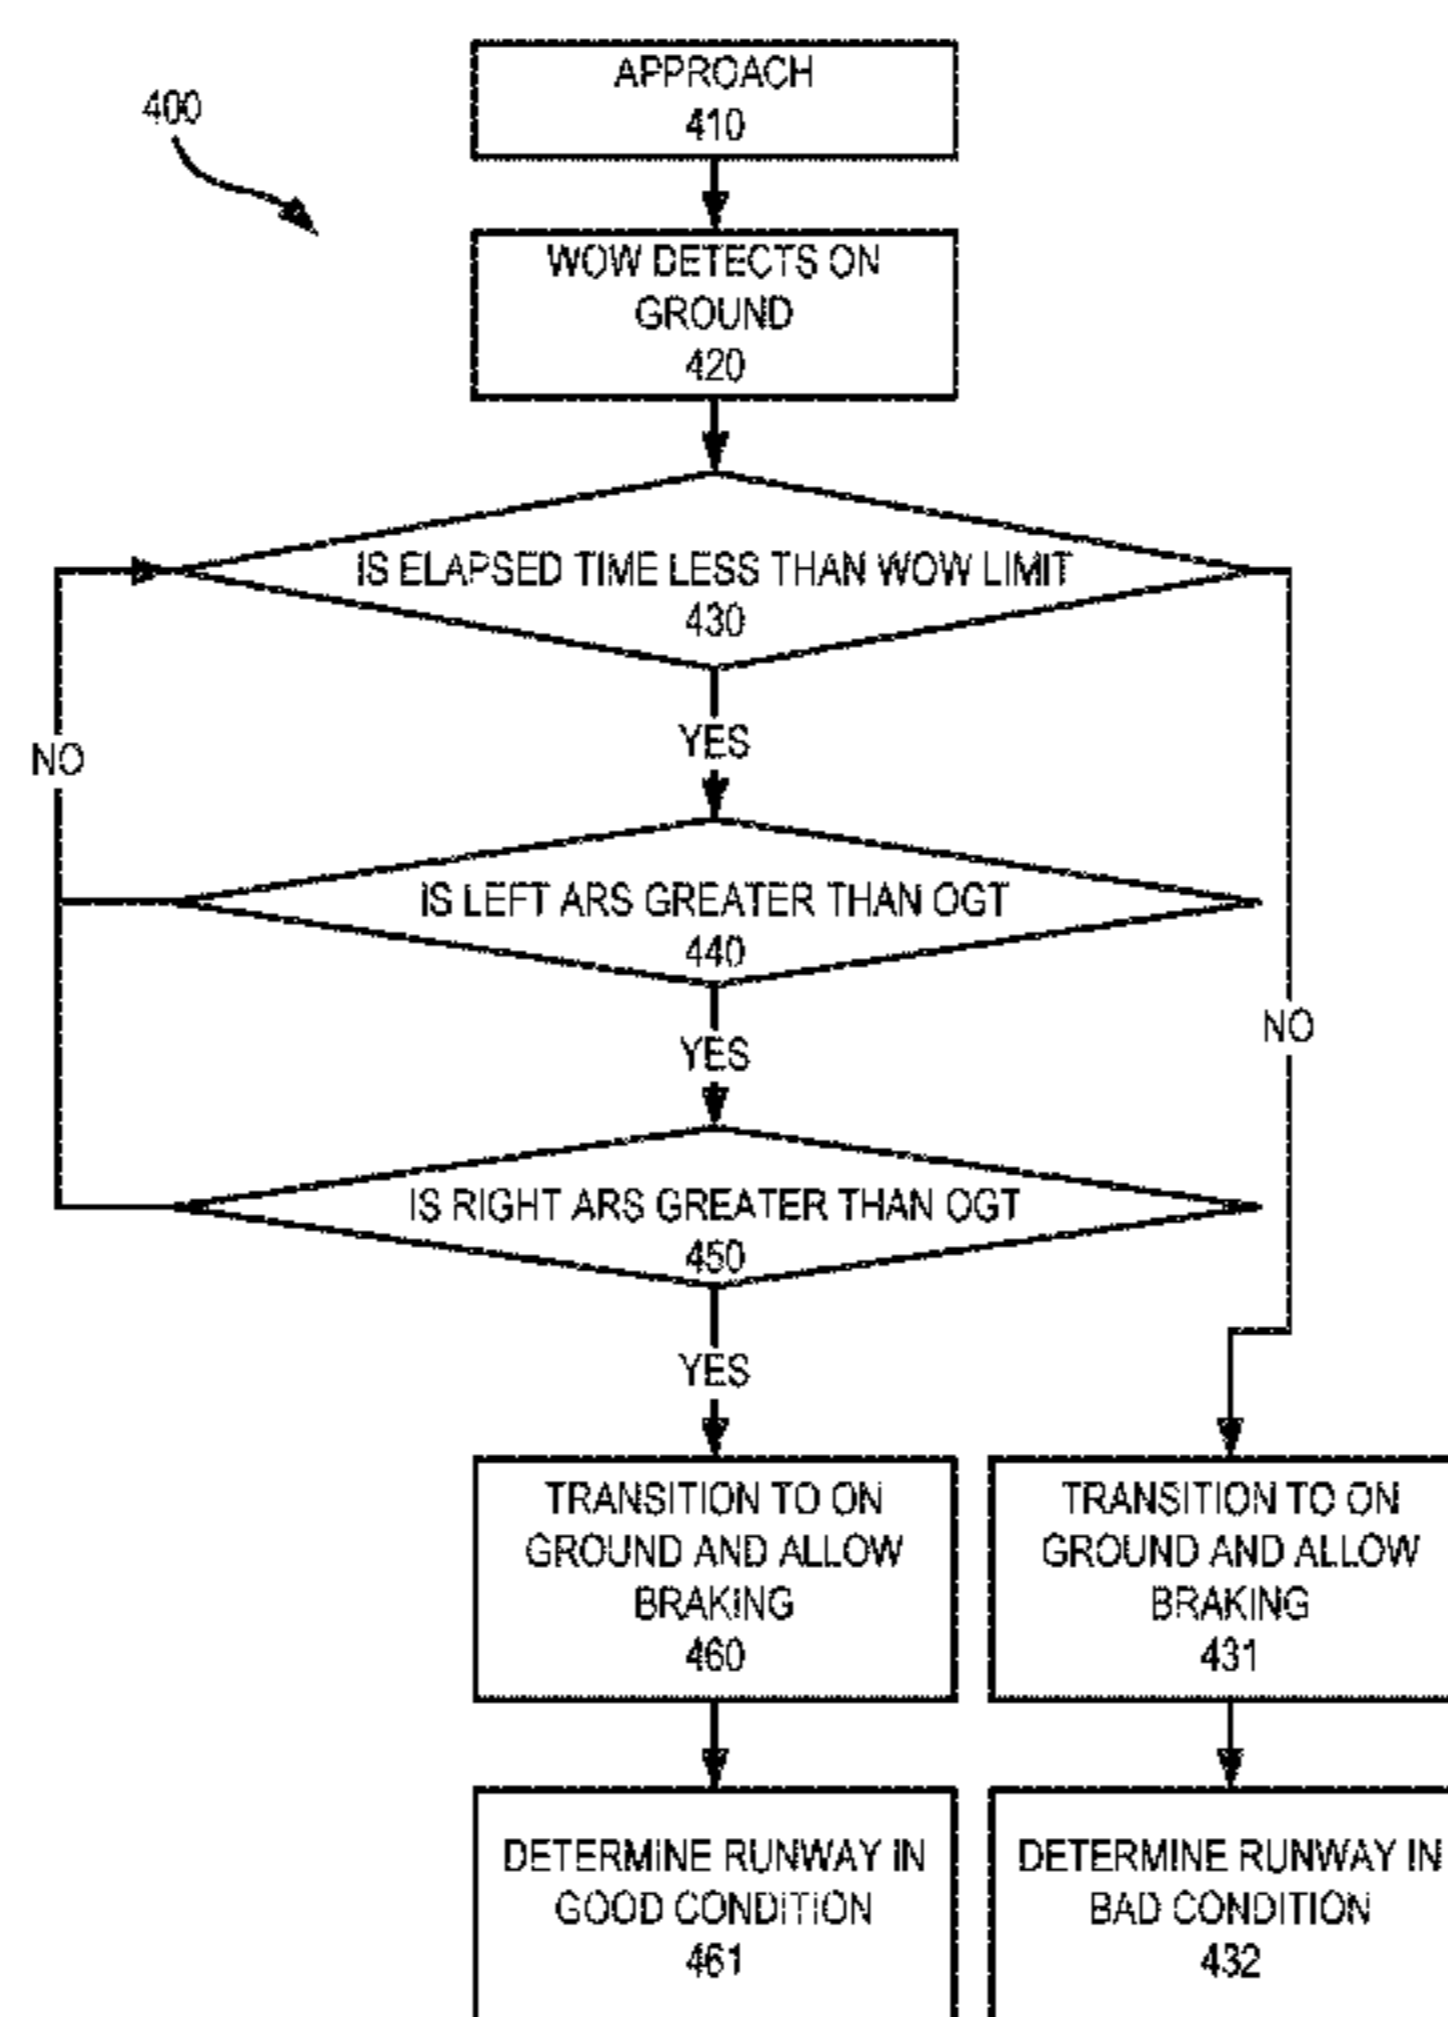 400
APPROACH
410
WOW DETECTS ON
GROUND
420
IS ELAPSED TIME LESS THAN WOW LIMIT
430
YES
NO
IS LEFT ARS GREATER THAN OGT
440
YES
NO
IS RIGHT ARS GREATER THAN OGT
450
YES
TRANSITION TO ON
GROUND AND ALLOW
BRAKING
460
TRANSITION TO ON
GROUND AND ALLOW
BRAKING
431
DETERMINE RUNWAY IN
GOOD CONDITION
461
DETERMINE RUNWAY IN
BAD CONDITION
432